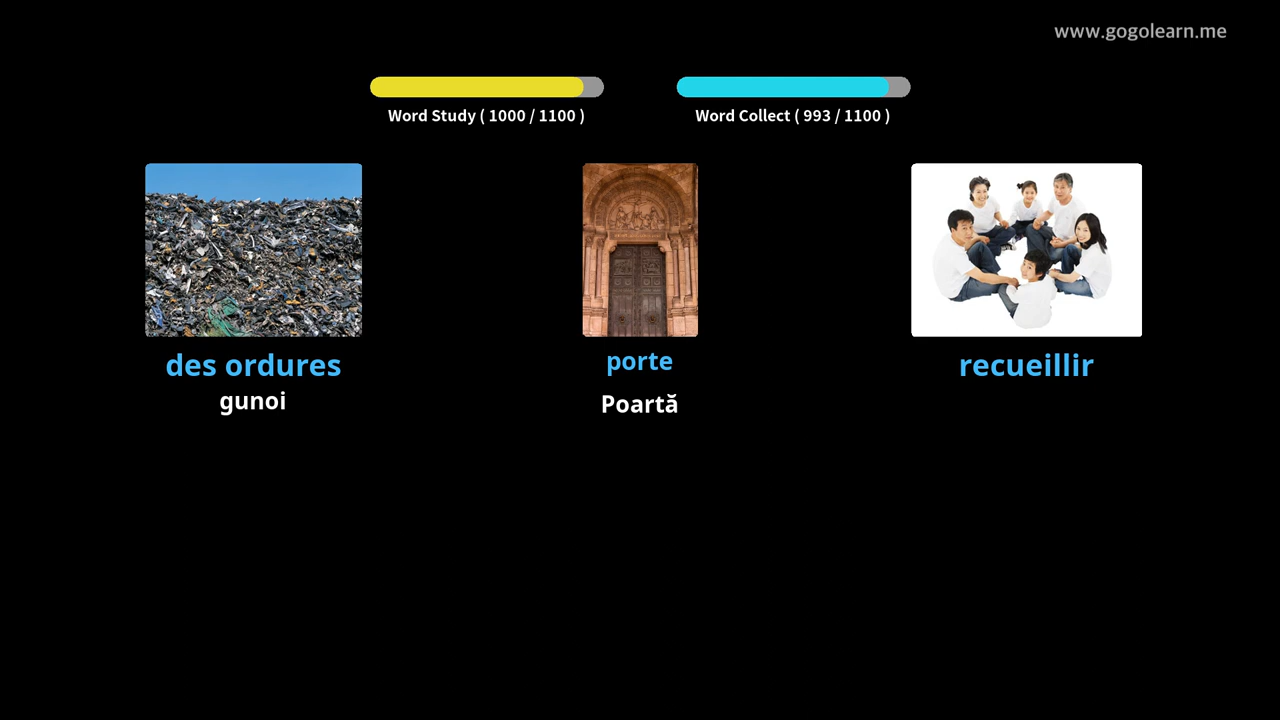 www.gogolearn.me
Word Study ( 1000 / 1100 )
Word Collect ( 993 / 1100 )
des ordures
gunoi
porte
Poartă
recueillir